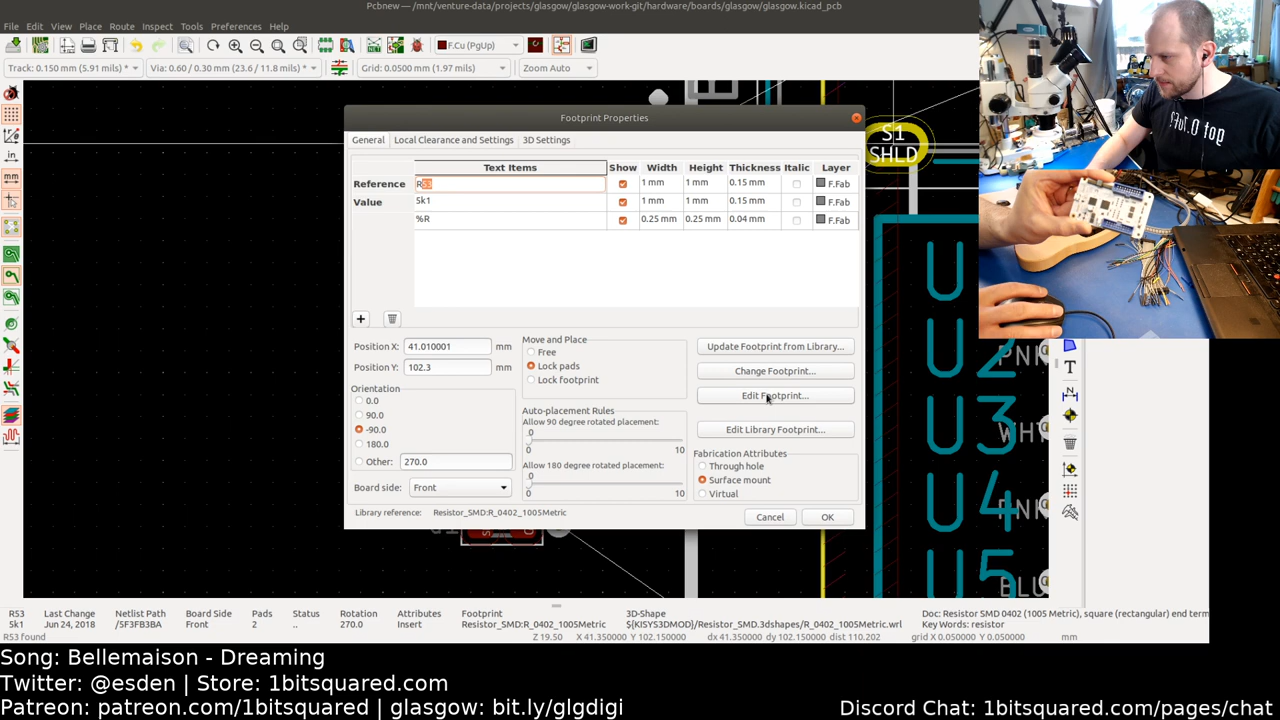 Pcbnew — /mnt/venture-data/projects/glasgow/glasgow-work-git/hardware/boards/glasgow/glasgow.kicad_pcb
File Edit View Place Route Inspect Tools Preferences Help
F.Cu (PgUp)
Track: 0.150 mm (5.91 mils) * Via: 0.60 / 0.30 mm (23.6 / 11.8 mils) * Grid: 0.0500 mm (1.97 mils) Zoom Auto
in
mm
Footprint Properties
General Local Clearance and Settings 3D Settings
Text Items Show Width Height Thickness Italic Layer
Reference R53 1 mm 1 mm 0.15 mm F.Fab
Value 5k1 1 mm 1 mm 0.15 mm F.Fab
%R 0.25 mm 0.25 mm 0.04 mm F.Fab
Position X: 41.010001 mm
Position Y: 102.3 mm
Orientation
0.0
90.0
-90.0
180.0
Other: 270.0
Board side: Front
Move and Place
Free
Lock pads
Lock footprint
Auto-placement Rules
Allow 90 degree rotated placement:
0
0 10
Allow 180 degree rotated placement:
0
0 10
Update Footprint from Library...
Change Footprint...
Edit Footprint...
Edit Library Footprint...
Fabrication Attributes
Through hole
Surface mount
Virtual
Library reference: Resistor_SMD:R_0402_1005Metric
Cancel OK
S1
SHLD
U
U2
U3
U4
U5
WH
BLU
T
R53 Last Change Netlist Path Board Side Pads Status Rotation Attributes Footprint 3D-Shape Doc: Resistor SMD 0402 (1005 Metric), square (rectangular) end term
5k1 Jun 24, 2018 /5F3FB3BA Front 2 .. 270.0 Insert Resistor_SMD:R_0402_1005Metric ${KISYS3DMOD}/Resistor_SMD.3dshapes/R_0402_1005Metric.wrl Key Words: resistor
R53 found Z 19.50 X 41.350000 Y 102.150000 dx 41.350000 dy 102.150000 dist 110.202 grid X 0.050000 Y 0.050000 mm
Song: Bellemaison - Dreaming
Twitter: @esden | Store: 1bitsquared.com
Patreon: patreon.com/1bitsquared | glasgow: bit.ly/glgdigi
Discord Chat: 1bitsquared.com/pages/chat